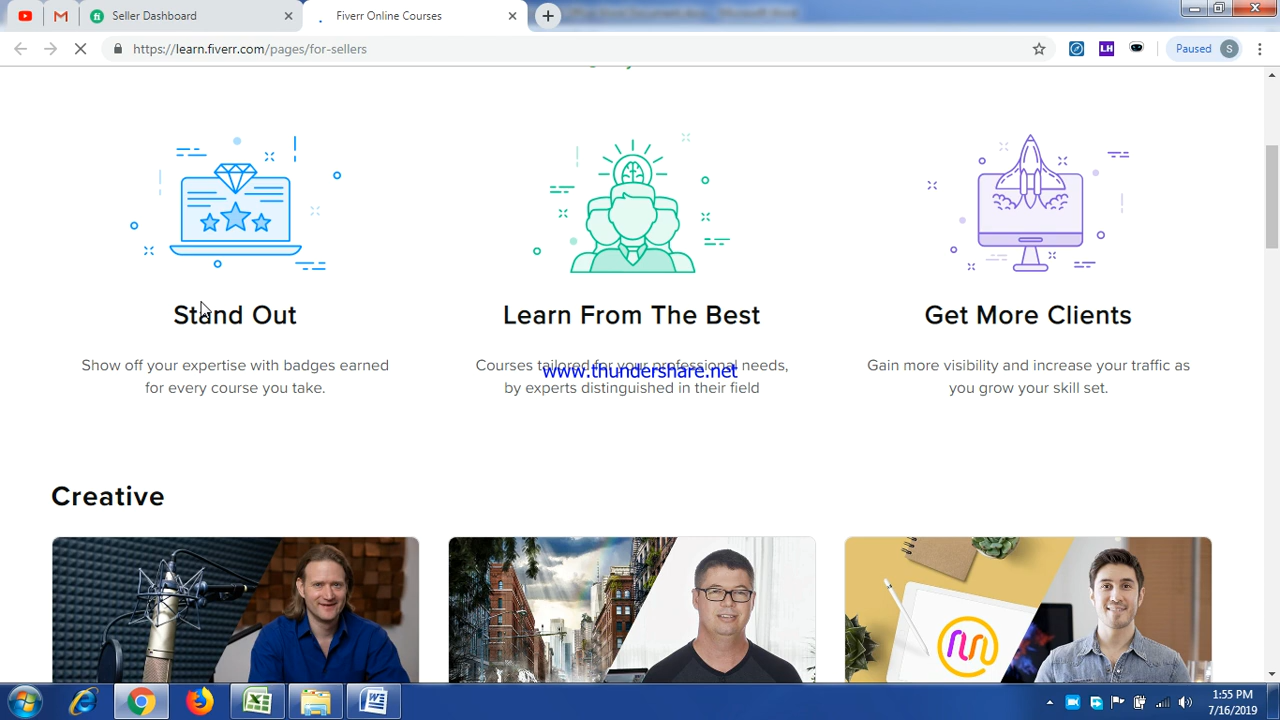 Seller Dashboard
Fiverr Online Courses
https://learn.fiverr.com/pages/for-sellers
LH
Paused
S
Stand Out
Learn From The Best
Get More Clients
Show off your expertise with badges earned
for every course you take.
Courses tailored for your professional needs,
by experts distinguished in their field
www.thundershare.net
Gain more visibility and increase your traffic as
you grow your skill set.
Creative
1:55 PM
7/16/2019